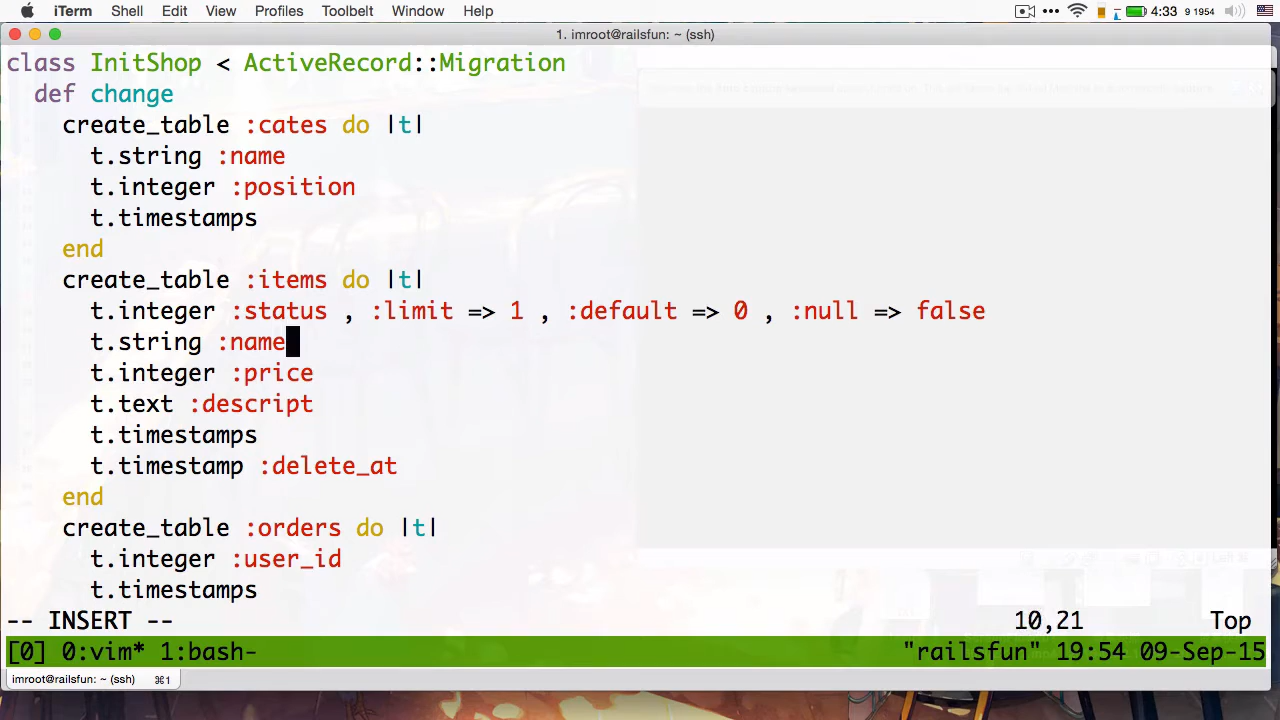 iTerm Shell Edit View Profiles Toolbelt Window Help 4:33 9 1954
1. imroot@railsfun: ~ (ssh)
class InitShop < ActiveRecord::Migration
  def change
    create_table :cates do |t|
      t.string :name
      t.integer :position
      t.timestamps
    end
    create_table :items do |t|
      t.integer :status , :limit => 1 , :default => 0 , :null => false
      t.string :name
      t.integer :price
      t.text :descript
      t.timestamps
      t.timestamp :delete_at
    end
    create_table :orders do |t|
      t.integer :user_id
      t.timestamps
-- INSERT -- 10,21 Top
[0] 0:vim* 1:bash- "railsfun" 19:54 09-Sep-15
imroot@railsfun: ~ (ssh) ⌘1